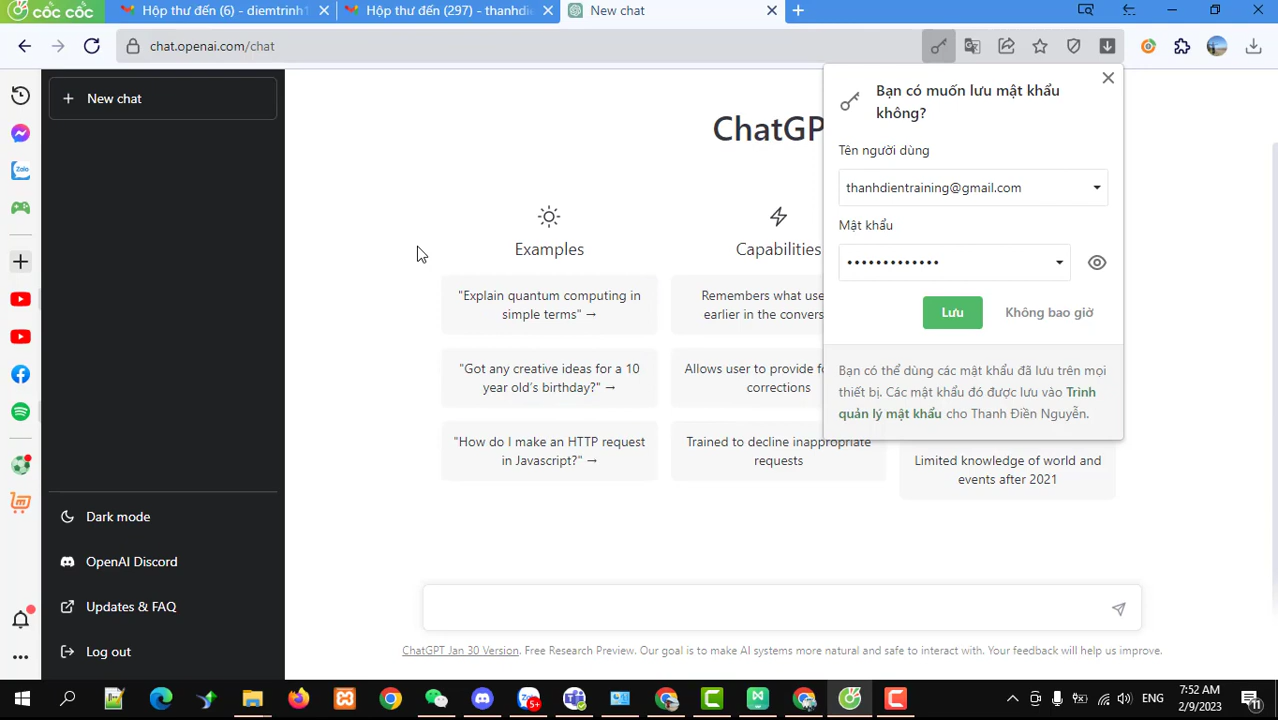 cốc cốc
Hộp thư đến (6) - diemtrinh1
Hộp thư đến (297) - thanhdie
New chat
chat.openai.com/chat
New chat
ChatGP
Examples
Capabilities
"Explain quantum computing in
simple terms" →
Remembers what use
earlier in the convers
"Got any creative ideas for a 10
year old's birthday?" →
Allows user to provide fo
corrections
"How do I make an HTTP request
in Javascript?" →
Trained to decline inappropriate
requests
Limited knowledge of world and
events after 2021
Bạn có muốn lưu mật khẩu
không?
Tên người dùng
thanhdientraining@gmail.com
Mật khẩu
•••••••••••••
Lưu
Không bao giờ
Bạn có thể dùng các mật khẩu đã lưu trên mọi
thiết bị. Các mật khẩu đó được lưu vào Trình
quản lý mật khẩu cho Thanh Điền Nguyễn.
Zalo
Dark mode
OpenAI Discord
Updates & FAQ
Log out
ChatGPT Jan 30 Version. Free Research Preview. Our goal is to make AI systems more natural and safe to interact with. Your feedback will help us improve.
Zalo
5+
ENG
7:52 AM
2/9/2023
11